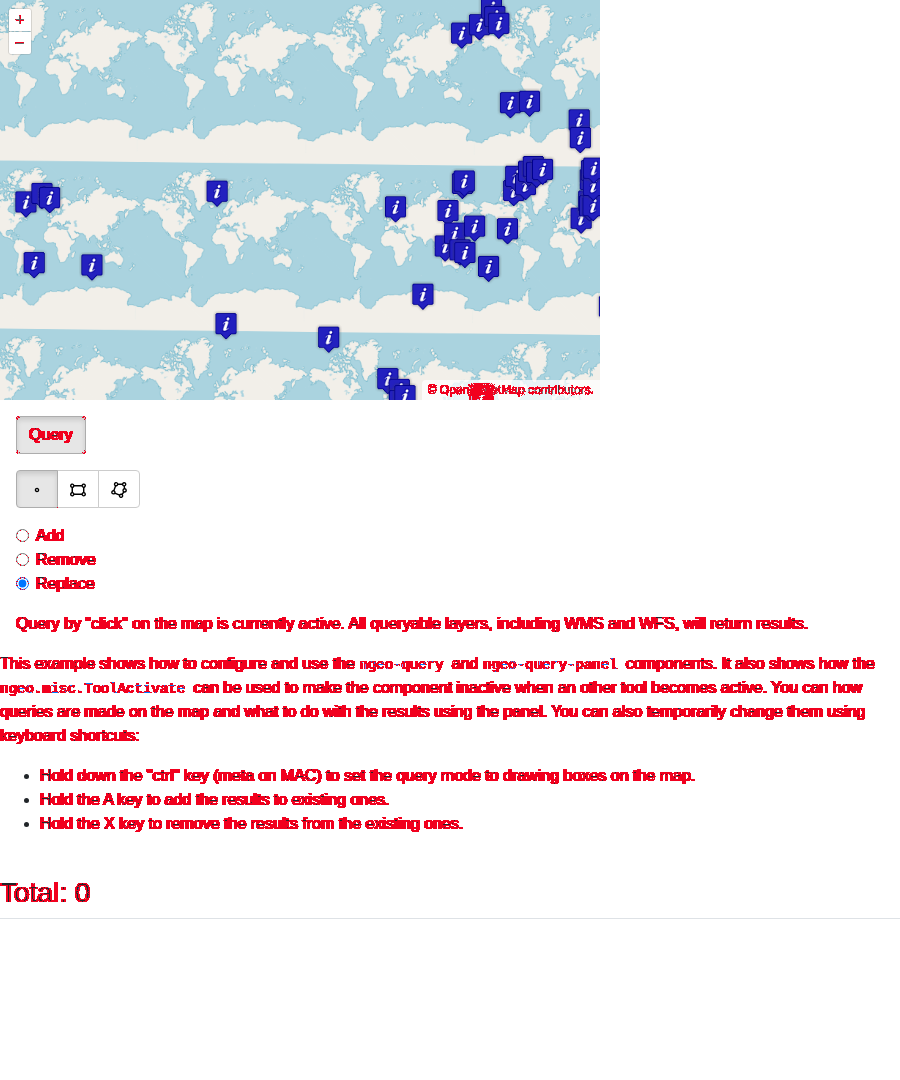 +
−
© OpenStreetMap contributors.
Query
Add
Remove
Replace
Query by "click" on the map is currently active. All queryable layers, including WMS and WFS, will return results.
This example shows how to configure and use the ngeo-query and ngeo-query-panel components. It also shows how the
ngeo.misc.ToolActivate can be used to make the component inactive when an other tool becomes active. You can how
queries are made on the map and what to do with the results using the panel. You can also temporarily change them using
keyboard shortcuts:
Hold down the "ctrl" key (meta on MAC) to set the query mode to drawing boxes on the map.
Hold the A key to add the results to existing ones.
Hold the X key to remove the results from the existing ones.
Total: 0